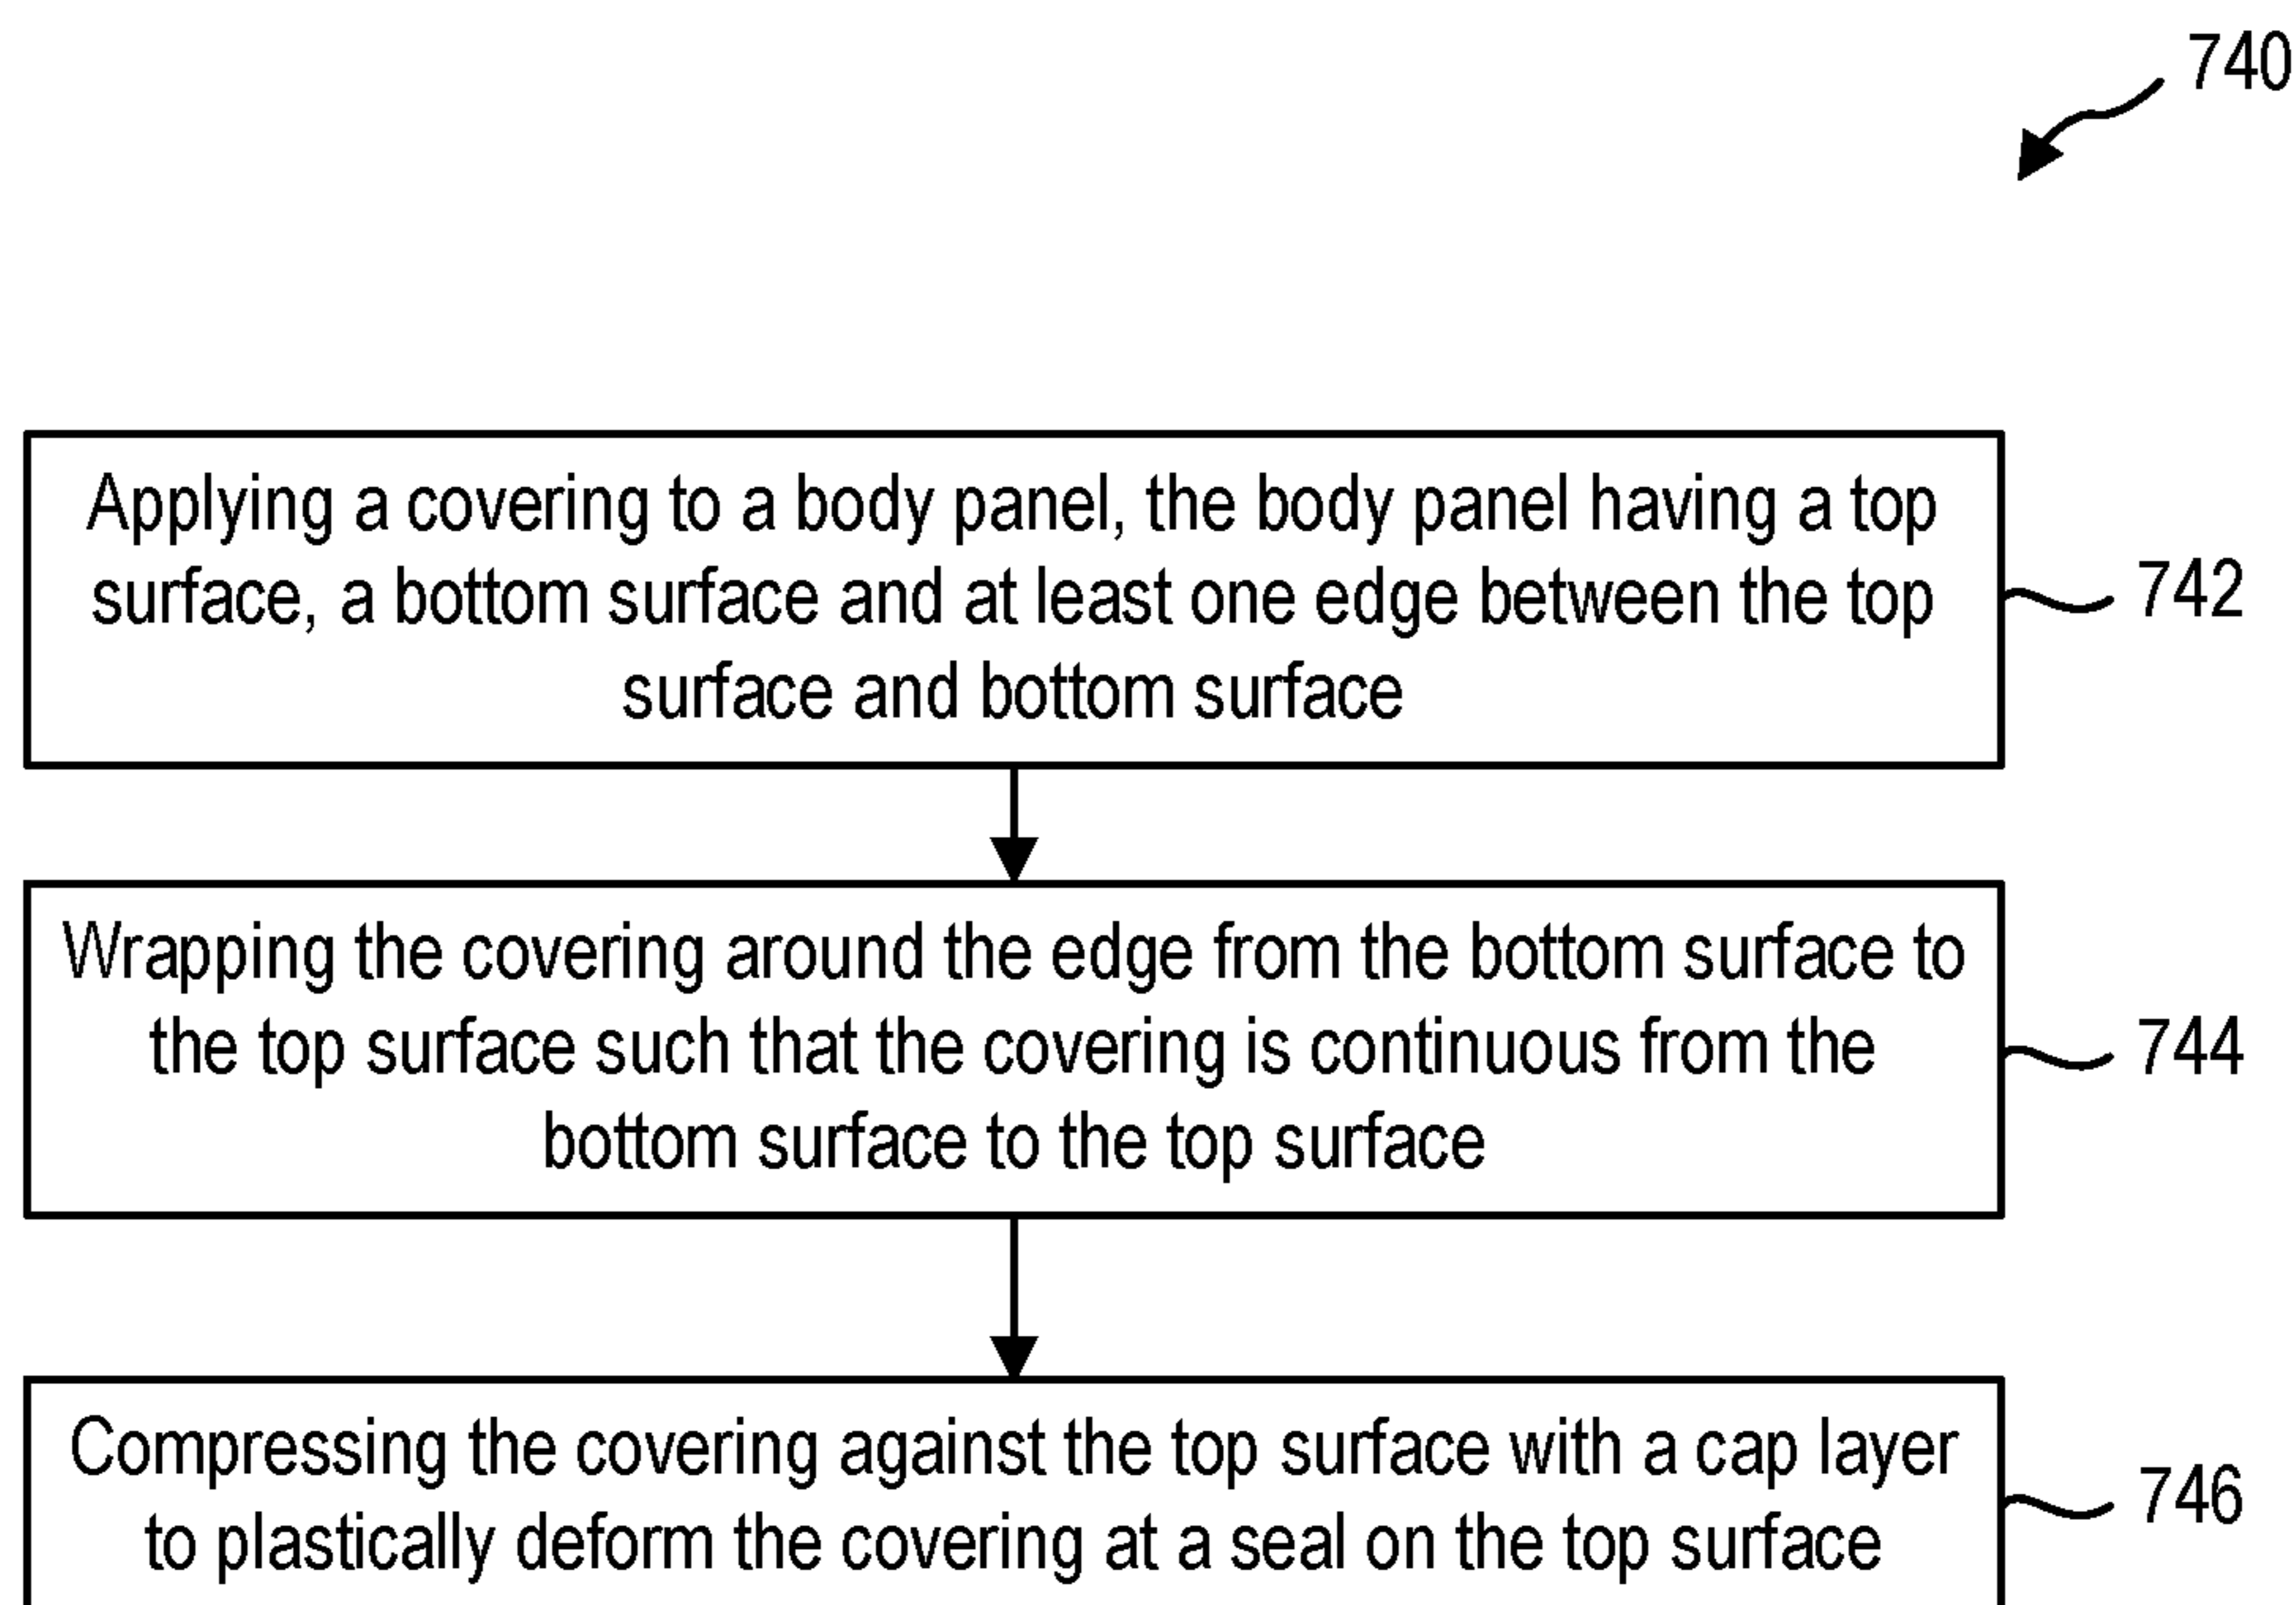 740
Applying a covering to a body panel, the body panel having a top
surface, a bottom surface and at least one edge between the top
surface and bottom surface
742
Wrapping the covering around the edge from the bottom surface to
the top surface such that the covering is continuous from the
bottom surface to the top surface
744
Compressing the covering against the top surface with a cap layer
to plastically deform the covering at a seal on the top surface
746